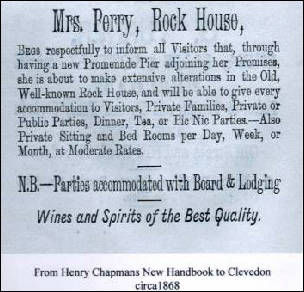 Mrs. Perry, Rock House,
BEGS respectfully to inform all Visitors that, through
having a new Promenade Pier adjoining her Premises,
she is about to make extensive alterations in the Old,
Well-known Rock House, and will be able to give every
accommodation to Visitors, Private Families, Private or
Public Parties, Dinner, Tea, or Pic Nic Parties.—Also
Private Sitting and Bed Rooms per Day, Week, or
Month, at Moderate Rates.
N.B.—Parties accommodated with Board & Lodging
Wines and Spirits of the Best Quality.
From Henry Chapmans New Handbook to Clevedon
circa1868